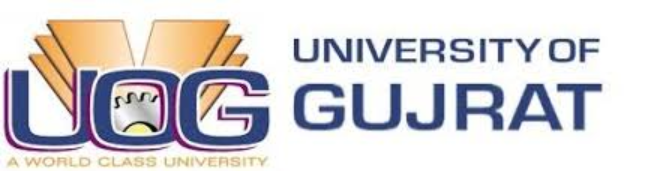 UOG
A WORLD CLASS UNIVERSITY
UNIVERSITY OF
GUJRAT